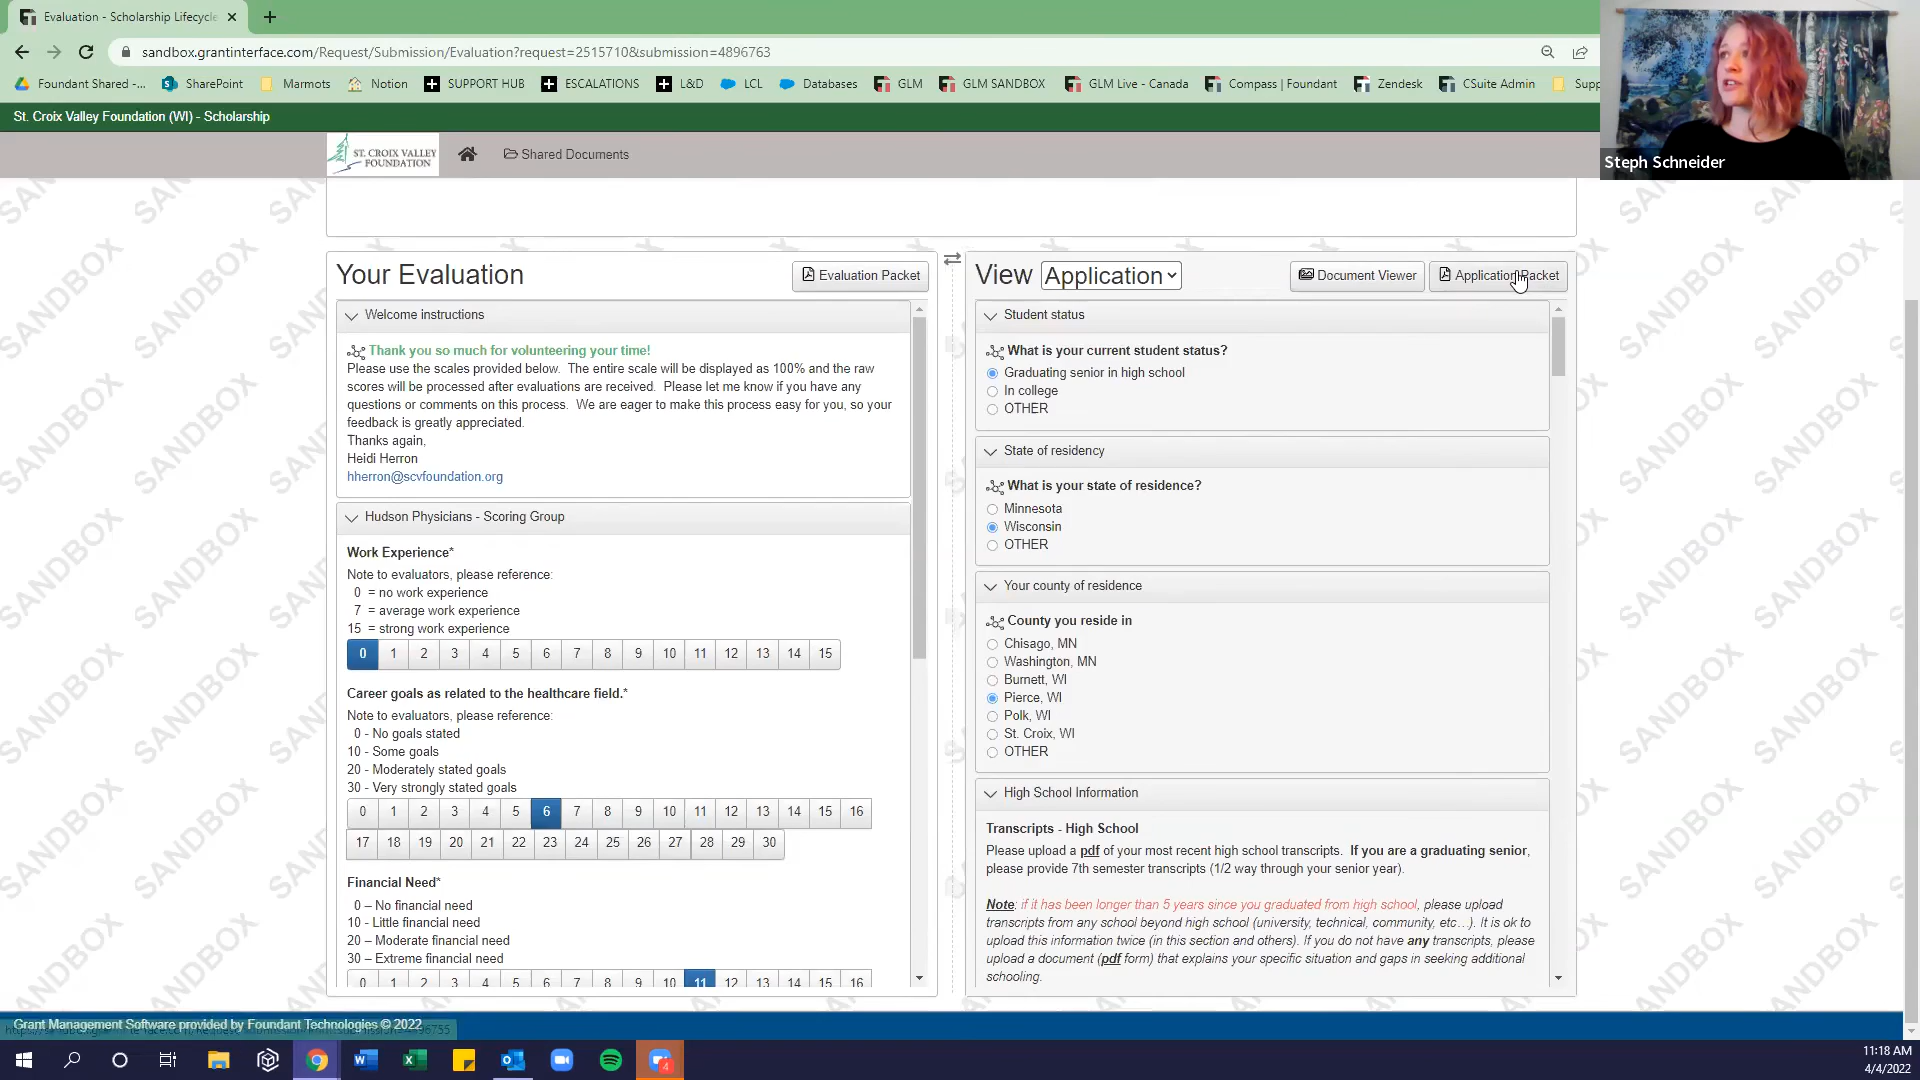 Evaluation - Scholarship Lifecycle
sandbox.grantinterface.com/Request/Submission/Evaluation?request=2515710&submission=4896763
Foundant Shared -... SharePoint Marmots Notion SUPPORT HUB ESCALATIONS L&D LCL Databases GLM GLM SANDBOX GLM Live - Canada Compass | Foundant Zendesk CSuite Admin Supp
St. Croix Valley Foundation (WI) - Scholarship
ST. CROIX VALLEY
FOUNDATION
Shared Documents
Steph Schneider
SANDBOX
Your Evaluation
Evaluation Packet
Welcome instructions
Thank you so much for volunteering your time!
Please use the scales provided below. The entire scale will be displayed as 100% and the raw
scores will be processed after evaluations are received. Please let me know if you have any
questions or comments on this process. We are eager to make this process easy for you, so your
feedback is greatly appreciated.
Thanks again,
Heidi Herron
hherron@scvfoundation.org
Hudson Physicians - Scoring Group
Work Experience*
Note to evaluators, please reference:
0 = no work experience
7 = average work experience
15 = strong work experience
0 1 2 3 4 5 6 7 8 9 10 11 12 13 14 15
Career goals as related to the healthcare field.*
Note to evaluators, please reference:
0 - No goals stated
10 - Some goals
20 - Moderately stated goals
30 - Very strongly stated goals
0 1 2 3 4 5 6 7 8 9 10 11 12 13 14 15 16
17 18 19 20 21 22 23 24 25 26 27 28 29 30
Financial Need*
0 – No financial need
10 – Little financial need
20 – Moderate financial need
30 – Extreme financial need
0 1 2 3 4 5 6 7 8 9 10 11 12 13 14 15 16
View Application
Document Viewer
Application Packet
Student status
What is your current student status?
Graduating senior in high school
In college
OTHER
State of residency
What is your state of residence?
Minnesota
Wisconsin
OTHER
Your county of residence
County you reside in
Chisago, MN
Washington, MN
Burnett, WI
Pierce, WI
Polk, WI
St. Croix, WI
OTHER
High School Information
Transcripts - High School
Please upload a pdf of your most recent high school transcripts. If you are a graduating senior,
please provide 7th semester transcripts (1/2 way through your senior year).
Note: if it has been longer than 5 years since you graduated from high school, please upload
transcripts from any school beyond high school (university, technical, community, etc…). It is ok to
upload this information twice (in this section and others). If you do not have any transcripts, please
upload a document (pdf form) that explains your specific situation and gaps in seeking additional
schooling.
Grant Management Software provided by Foundant Technologies © 2022
4
11:18 AM
4/4/2022